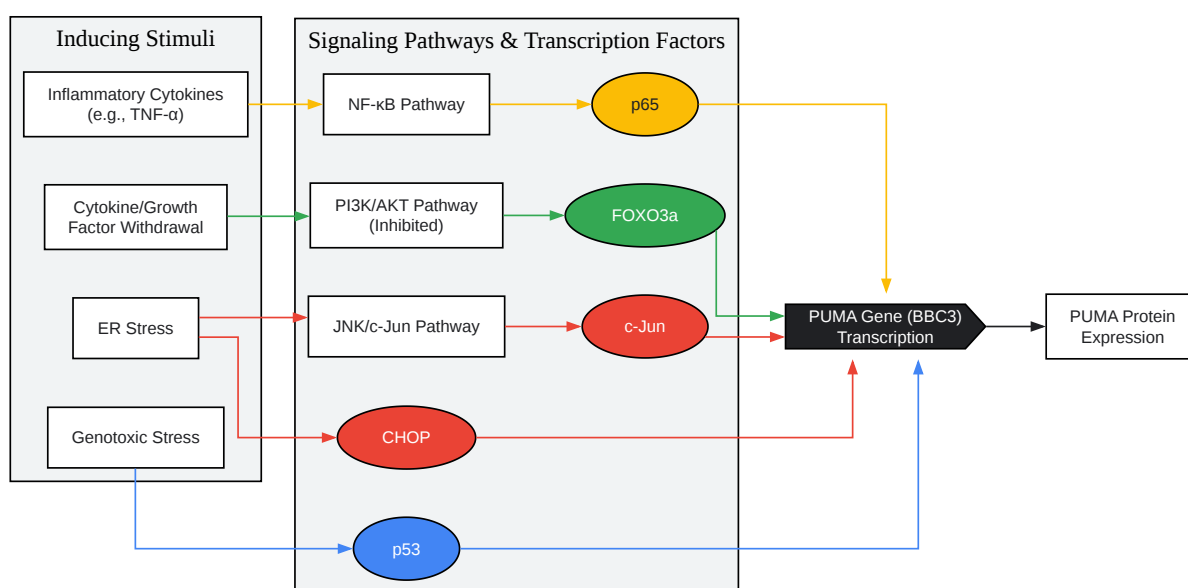 Inducing Stimuli
Signaling Pathways & Transcription Factors
Inflammatory Cytokines
(e.g., TNF-α)
NF-κB Pathway
p65
Cytokine/Growth
Factor Withdrawal
PI3K/AKT Pathway
(Inhibited)
FOXO3a
ER Stress
JNK/c-Jun Pathway
c-Jun
PUMA Gene (BBC3)
Transcription
PUMA Protein
Expression
Genotoxic Stress
CHOP
p53